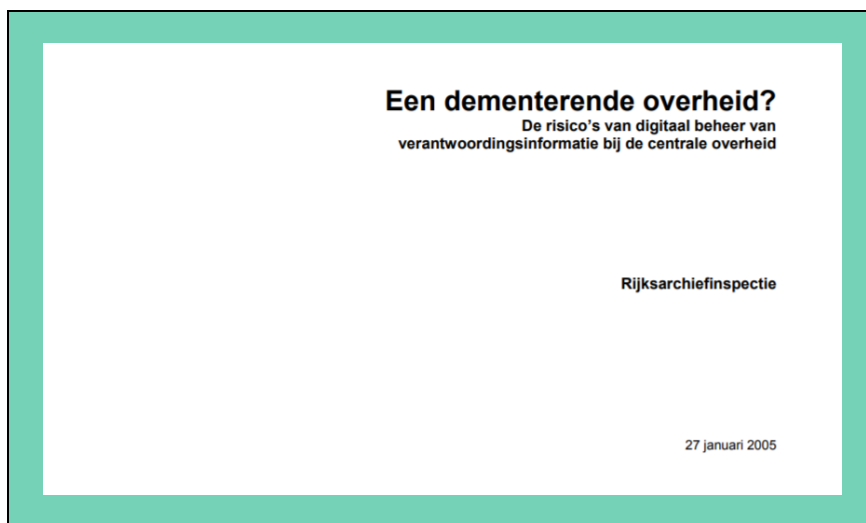 Een dementerende overheid?
De risico's van digitaal beheer van
verantwoordingsinformatie bij de centrale overheid
Rijksarchiefinspectie
27 januari 2005